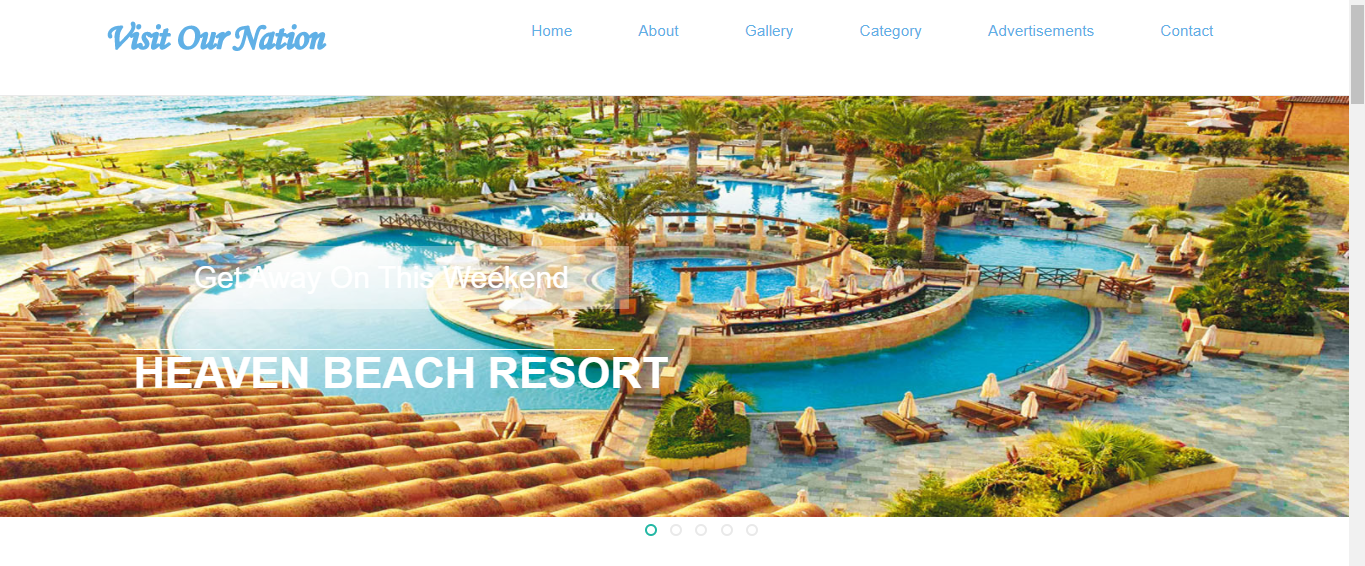 Visit Our Nation
Home About Gallery Category Advertisements Contact
Get Away On This Weekend
HEAVEN BEACH RESORT